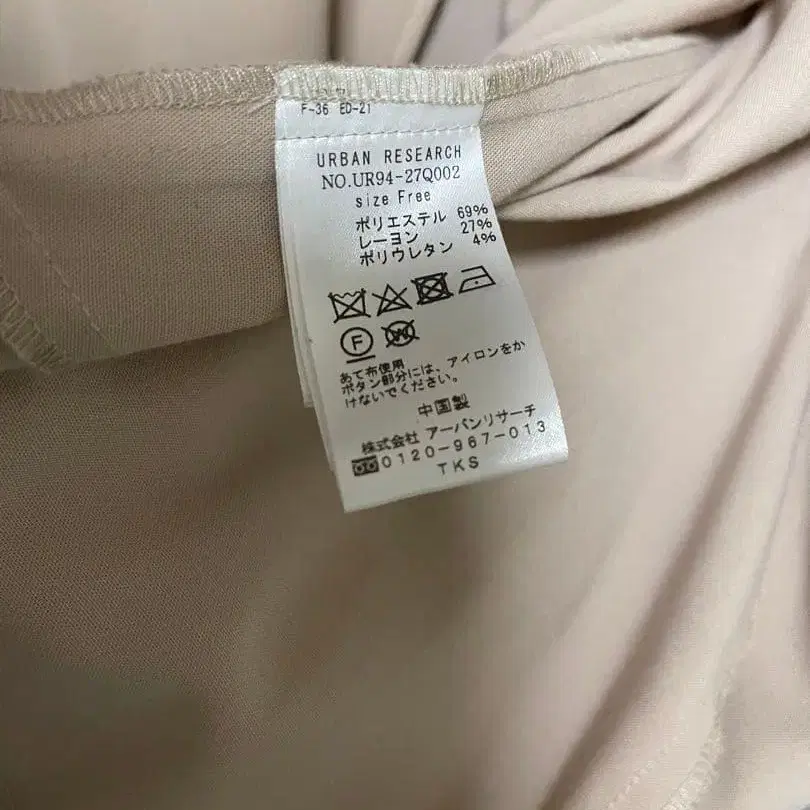 F-36 ED-21
URBAN RESEARCH
NO.UR94-27Q002
size Free
ポリエステル 69%
レーヨン 27%
ポリウレタン 4%
F W
あて布使用
ボタン部分には、アイロンをか
けないでください。
中国製
株式会社 アーバンリサーチ
0120-967-013
TKS